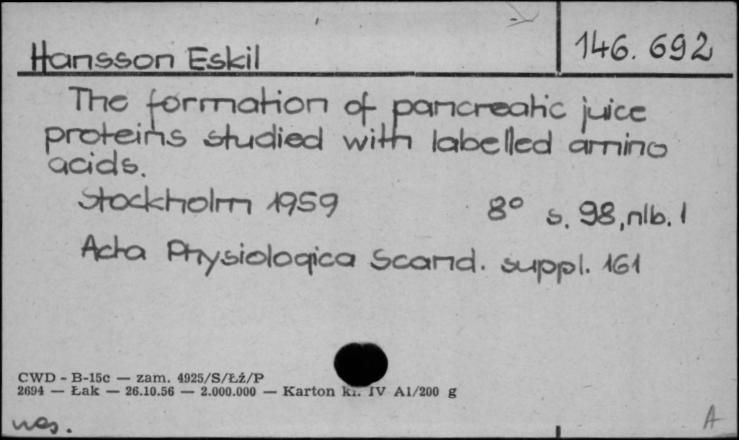 Hansson Eskil 146.692
The formation of pancreatic juice
proteins studied with labelled amino
acids.
Stockholm 1959 8° s. 98, nlb. 1
Acta Physiologica Scand. suppl. 161
CWD - B-15c — zam. 4925/S/Łż/P
2694 — Łak — 26.10.56 — 2.000.000 — Karton kl. IV A1/200 g
A